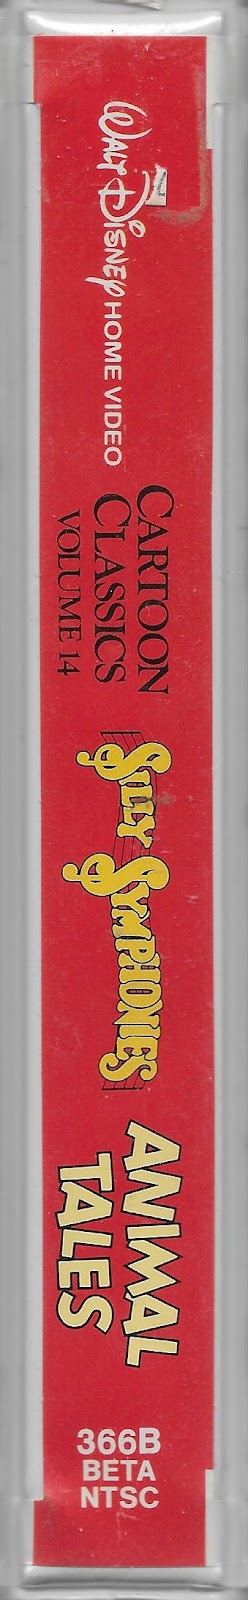 WALT DISNEY HOME VIDEO
CARTOON
CLASSICS
VOLUME 14
SILLY SYMPHONIES
ANIMAL
TALES
366B
BETA
NTSC